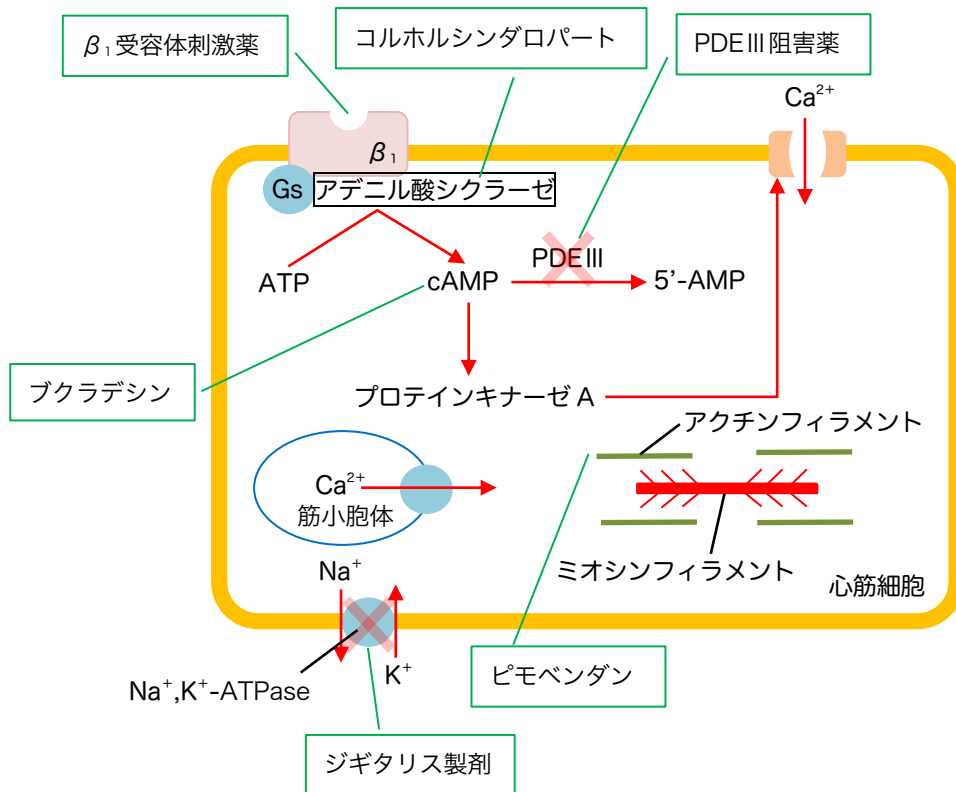 β₁受容体刺激薬
コルホルシンダロパート
PDEⅢ阻害薬
Ca²⁺
β₁
Gs
アデニル酸シクラーゼ
ATP
cAMP
PDEⅢ
5’-AMP
ブクラデシン
プロテインキナーゼA
アクチンフィラメント
Ca²⁺
筋小胞体
ミオシンフィラメント
心筋細胞
Na⁺
K⁺
Na⁺,K⁺-ATPase
ピモベンダン
ジギタリス製剤